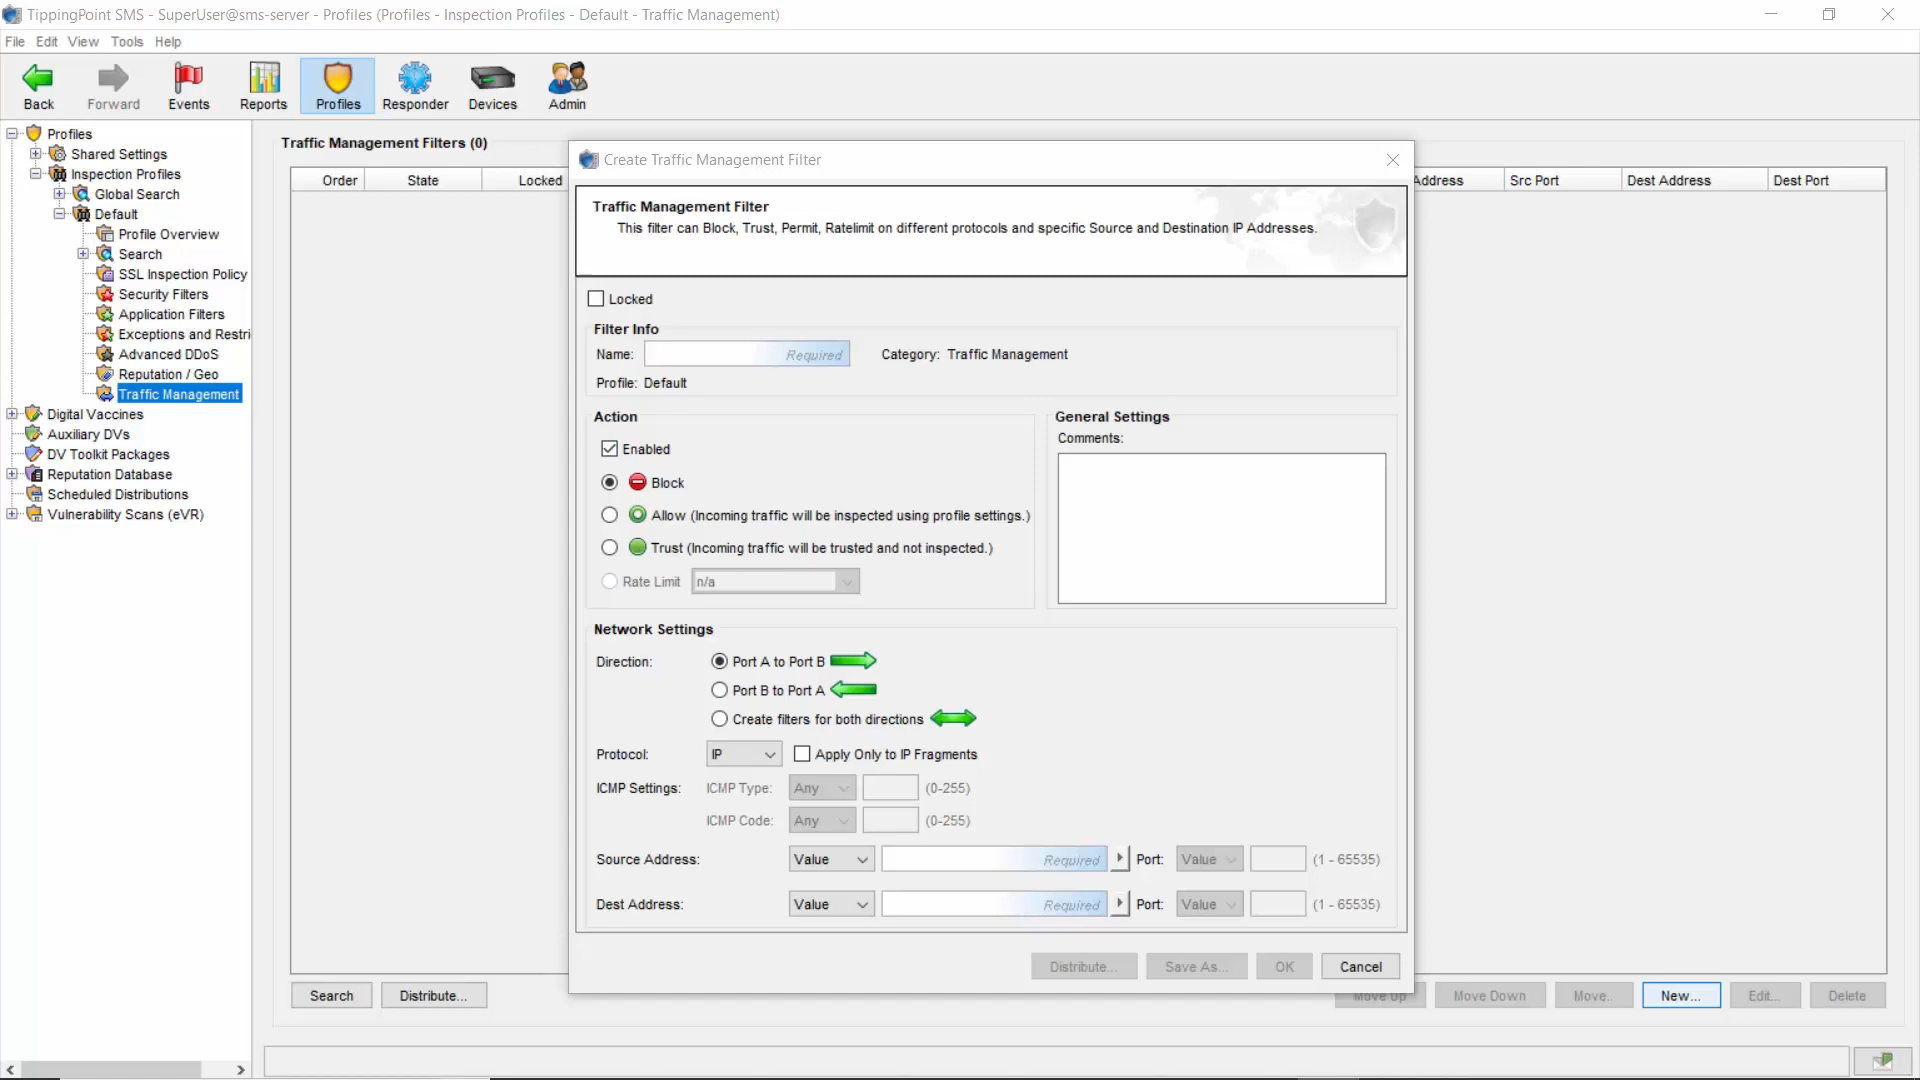 TippingPoint SMS - SuperUser@sms-server - Profiles (Profiles - Inspection Profiles - Default - Traffic Management)
File Edit View Tools Help
Back Forward Events Reports Profiles Responder Devices Admin
Profiles
Shared Settings
Inspection Profiles
Global Search
Default
Profile Overview
Search
SSL Inspection Policy
Security Filters
Application Filters
Exceptions and Restri
Advanced DDoS
Reputation / Geo
Traffic Management
Digital Vaccines
Auxiliary DVs
DV Toolkit Packages
Reputation Database
Scheduled Distributions
Vulnerability Scans (eVR)
Traffic Management Filters (0)
Order State Locked Address Src Port Dest Address Dest Port
Create Traffic Management Filter
Traffic Management Filter
This filter can Block, Trust, Permit, Ratelimit on different protocols and specific Source and Destination IP Addresses.
Locked
Filter Info
Name: Required Category: Traffic Management
Profile: Default
Action
Enabled
Block
Allow (Incoming traffic will be inspected using profile settings.)
Trust (Incoming traffic will be trusted and not inspected.)
Rate Limit n/a
General Settings
Comments:
Network Settings
Direction: Port A to Port B
Port B to Port A
Create filters for both directions
Protocol: IP Apply Only to IP Fragments
ICMP Settings: ICMP Type: Any (0-255)
ICMP Code: Any (0-255)
Source Address: Value Required Port: Value (1 - 65535)
Dest Address: Value Required Port: Value (1 - 65535)
Distribute... Save As... OK Cancel
Search Distribute... Move Up Move Down Move.. New... Edit... Delete